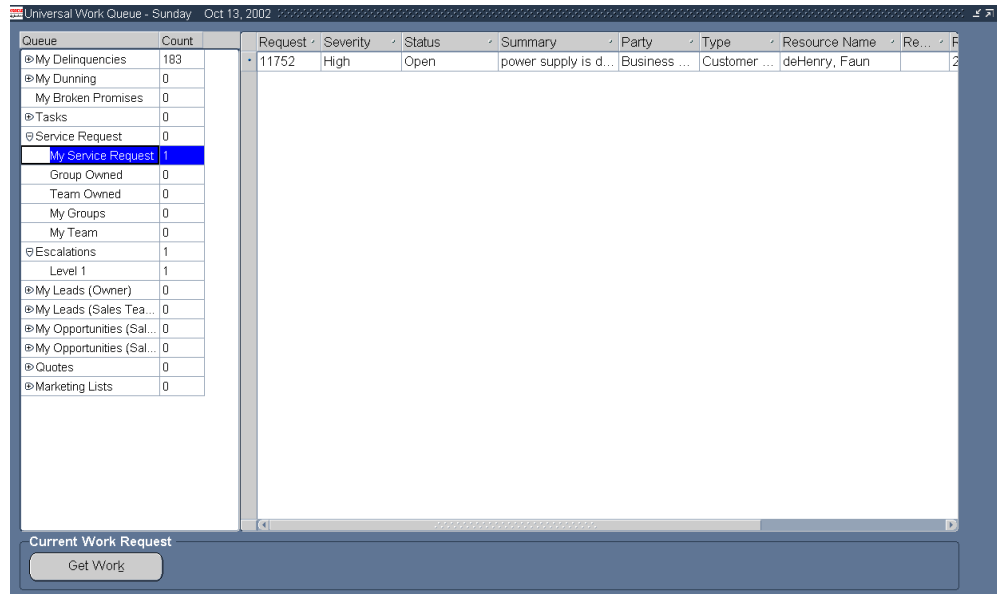 Universal Work Queue - Sunday Oct 13, 2002
Queue Count
My Delinquencies 183
My Dunning 0
My Broken Promises 0
Tasks 0
Service Request 0
My Service Request 1
Group Owned 0
Team Owned 0
My Groups 0
My Team 0
Escalations 1
Level 1 1
My Leads (Owner) 0
My Leads (Sales Tea... 0
My Opportunities (Sal... 0
My Opportunities (Sal... 0
Quotes 0
Marketing Lists 0
Request Severity Status Summary Party Type Resource Name Re...
11752 High Open power supply is d... Business ... Customer ... deHenry, Faun 2
Current Work Request
Get Work